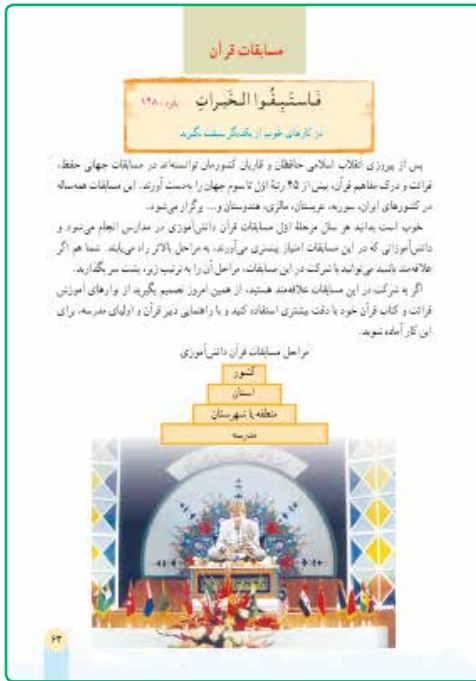 مسابقات قرآن
فَاستَبِقُوا الخَیراتِ بقره، ۱۴۸
در کارهای خوب از یکدیگر سبقت بگیرید
پس از پیروزی انقلاب اسلامی حافظان و قاریان کشورمان توانسته‌اند در مسابقات جهانی حفظ،
قرائت و درک مفاهیم قرآن، بیش از ۴۵ رتبهٔ اوّل تا سوم جهان را به‌دست آورند. این مسابقات همه‌ساله
در کشورهای ایران، سوریه، عربستان، مالزی، هندوستان و... برگزار می‌شود.
خوب است بدانید هر سال مرحلهٔ اوّل مسابقات قرآن دانش‌آموزی در مدارس انجام می‌شود و
دانش‌آموزانی که در این مسابقات امتیاز بیشتری می‌آورند، به مراحل بالاتر راه می‌یابند. شما هم اگر
علاقه‌مند باشید می‌توانید با شرکت در این مسابقات، مراحل آن را به ترتیب زیر، پشت سر بگذارید.
اگر به شرکت در این مسابقات علاقه‌مند هستید، از همین امروز تصمیم بگیرید از نوارهای آموزش
قرائت و کتاب قرآن خود با دقت بیشتری استفاده کنید و با راهنمایی دبیر قرآن و اولیای مدرسه، برای
این کار آماده شوید.
مراحل مسابقات قرآن دانش‌آموزی
کشور
استان
منطقه یا شهرستان
مدرسه
۶۳